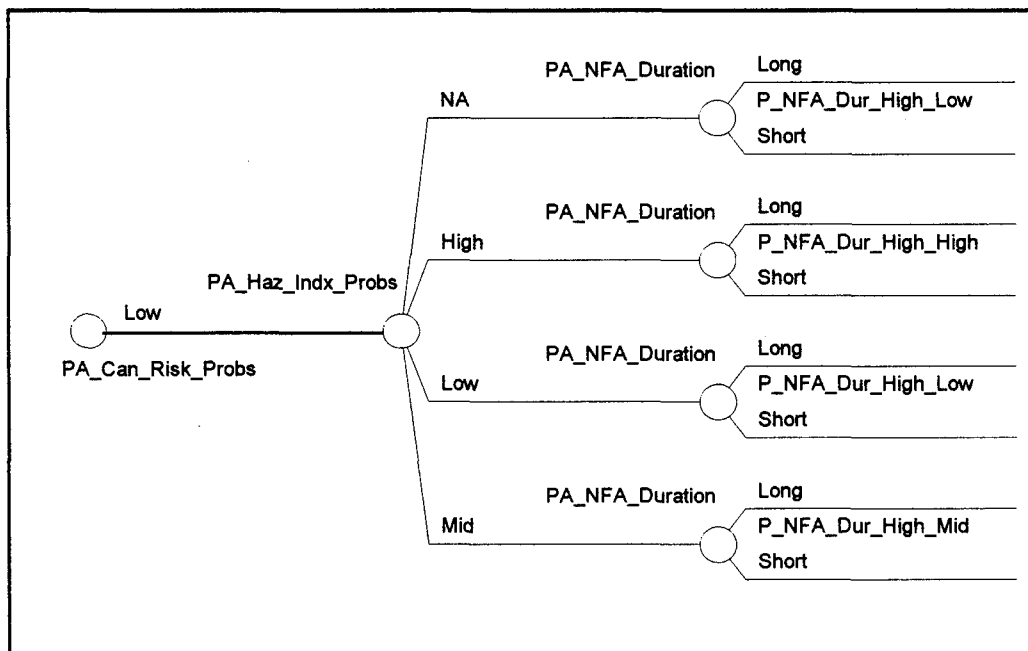 Long
PA_NFA_Duration
NA
P_NFA_Dur_High_Low
Short
Long
PA_NFA_Duration
High
P_NFA_Dur_High_High
Short
PA_Haz_Indx_Probs
Low
PA_Can_Risk_Probs
Long
PA_NFA_Duration
Low
P_NFA_Dur_High_Low
Short
Long
PA_NFA_Duration
Mid
P_NFA_Dur_High_Mid
Short